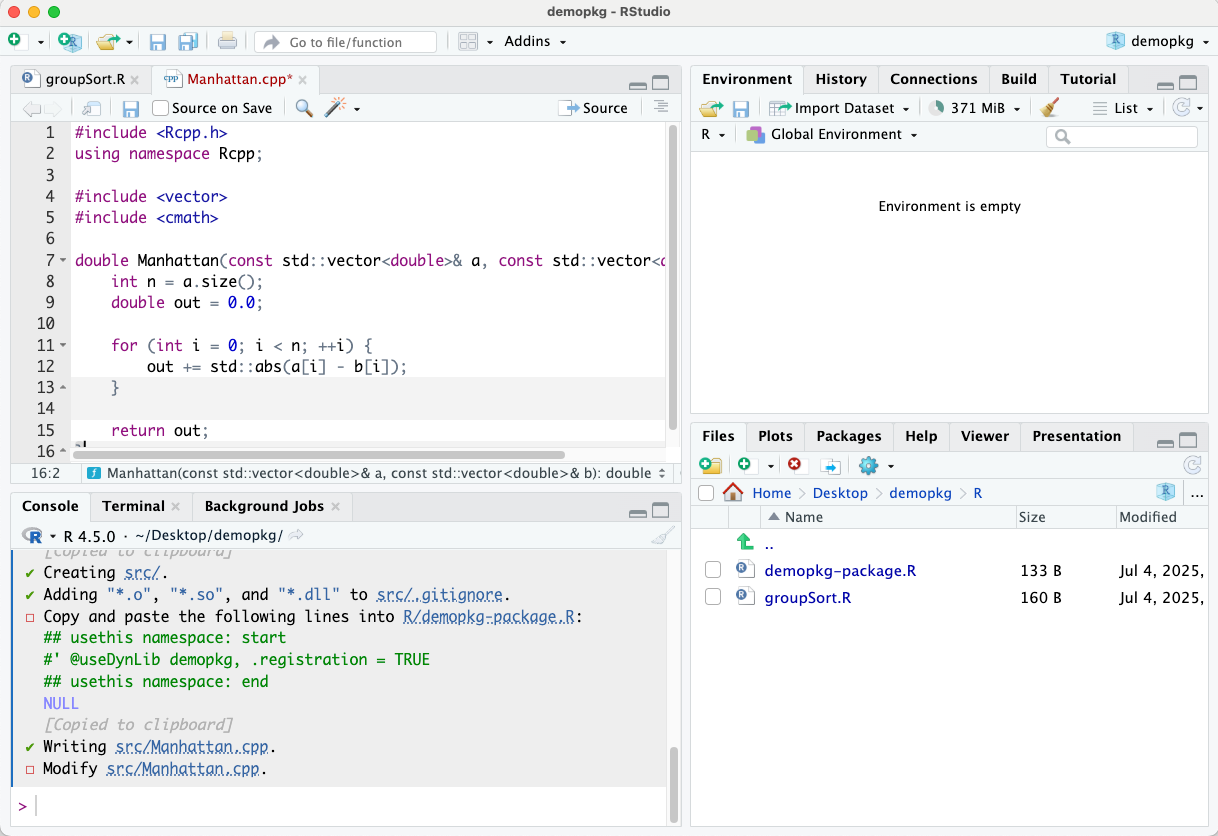 demopkg - RStudio
Go to file/function
Addins
demopkg
groupSort.R
Manhattan.cpp*
Source on Save
Source
1 #include <Rcpp.h>
2 using namespace Rcpp;
3
4 #include <vector>
5 #include <cmath>
6
7 double Manhattan(const std::vector<double>& a, const std::vector<
8 int n = a.size();
9 double out = 0.0;
10
11 for (int i = 0; i < n; ++i) {
12 out += std::abs(a[i] - b[i]);
13 }
14
15 return out;
16
16:2 Manhattan(const std::vector<double>& a, const std::vector<double>& b): double
Console Terminal Background Jobs
R 4.5.0 · ~/Desktop/demopkg/
[Copied to clipboard]
✔ Creating src/.
✔ Adding "*.o", "*.so", and "*.dll" to src/.gitignore.
☐ Copy and paste the following lines into R/demopkg-package.R:
## usethis namespace: start
#' @useDynLib demopkg, .registration = TRUE
## usethis namespace: end
NULL
[Copied to clipboard]
✔ Writing src/Manhattan.cpp.
☐ Modify src/Manhattan.cpp.
>
Environment History Connections Build Tutorial
Import Dataset 371 MiB List
R Global Environment
Environment is empty
Files Plots Packages Help Viewer Presentation
Home Desktop demopkg R ...
Name Size Modified
..
demopkg-package.R 133 B Jul 4, 2025,
groupSort.R 160 B Jul 4, 2025,